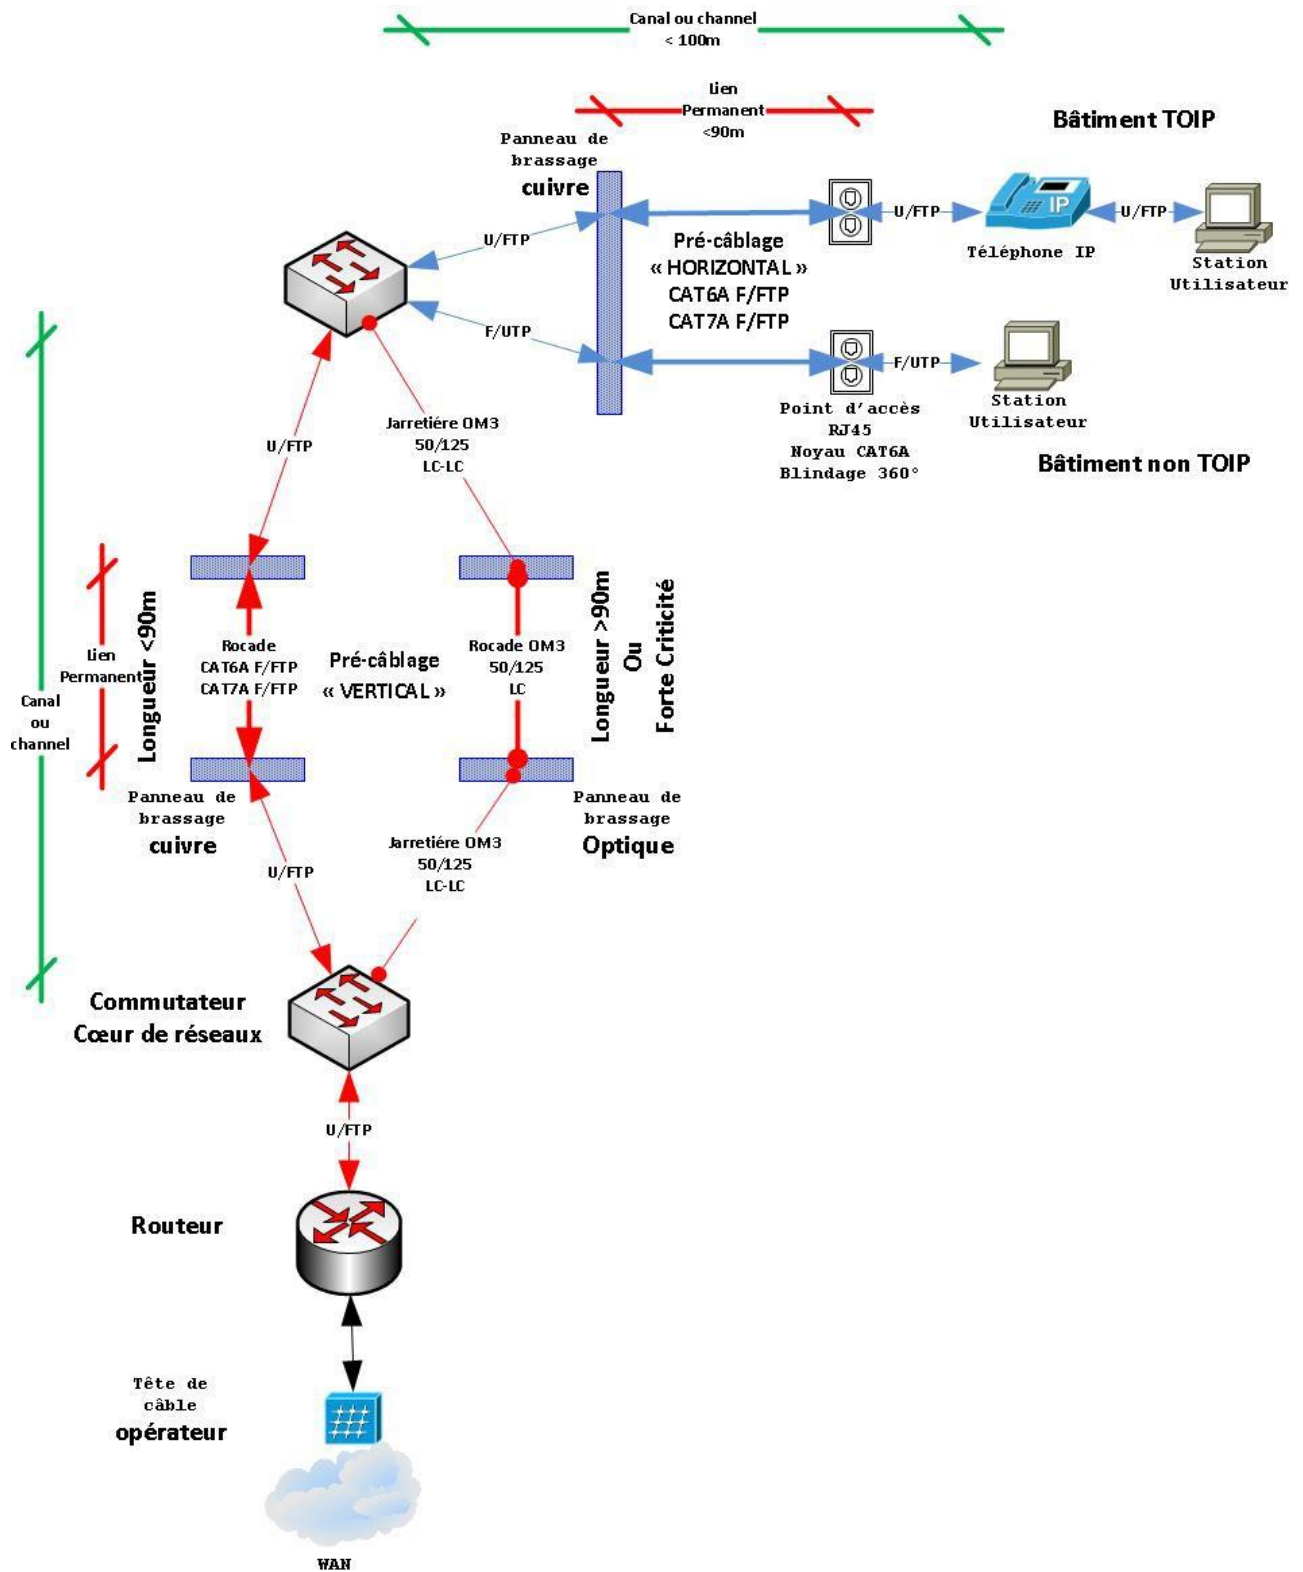 Canal ou channel
< 100m
Lien
Permanent
<90m
Bâtiment TOIP
Panneau de
brassage
cuivre
U/FTP
U/FTP
IP
U/FTP
Téléphone IP
Station
Utilisateur
Pré-câblage
« HORIZONTAL »
CAT6A F/FTP
CAT7A F/FTP
F/UTP
F/UTP
Station
Utilisateur
Point d'accès
RJ45
Noyau CAT6A
Blindage 360°
Bâtiment non TOIP
U/FTP
Jarretiére OM3
50/125
LC-LC
Canal
ou
channel
Lien
Permanent
Longueur <90m
Rocade
CAT6A F/FTP
CAT7A F/FTP
Pré-câblage
« VERTICAL »
Rocade OM3
50/125
LC
Longueur >90m
Ou
Forte Criticité
Panneau de
brassage
cuivre
Panneau de
brassage
Optique
U/FTP
Jarretiére OM3
50/125
LC-LC
Commutateur
Cœur de réseaux
U/FTP
Routeur
Tête de
câble
opérateur
WAN